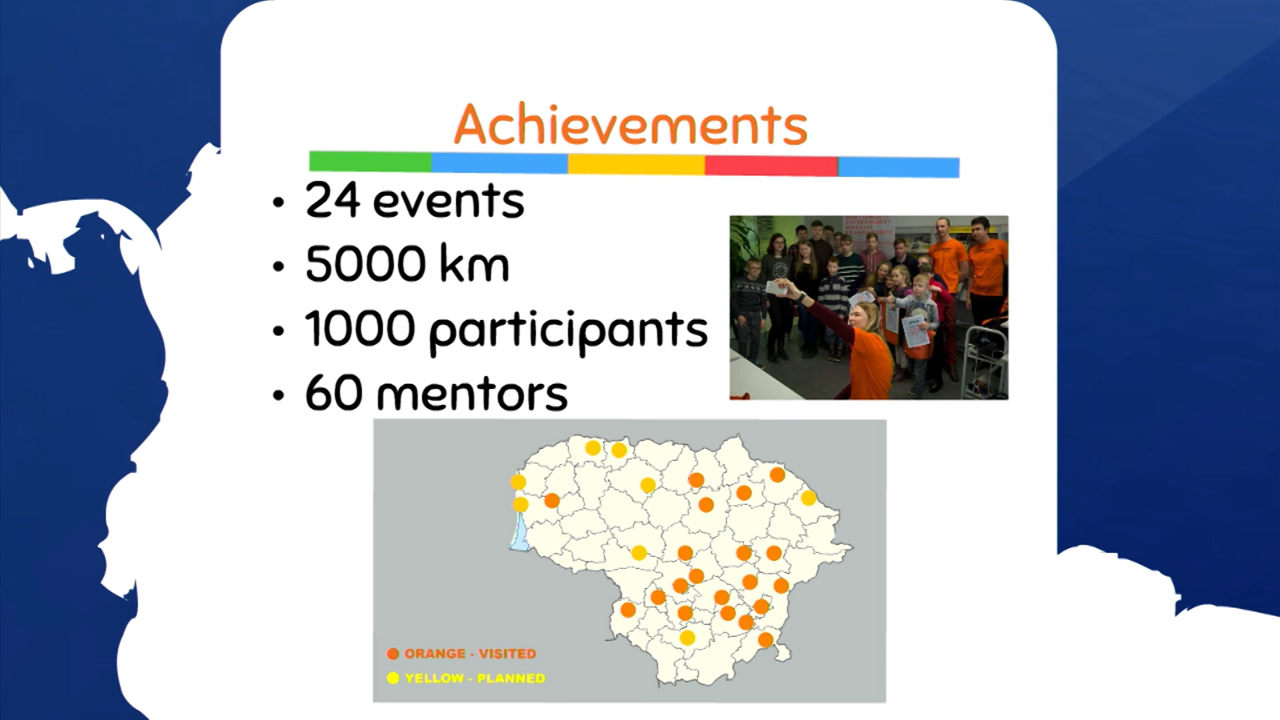 Achievements
• 24 events
• 5000 km
• 1000 participants
• 60 mentors
ORANGE - VISITED
YELLOW - PLANNED